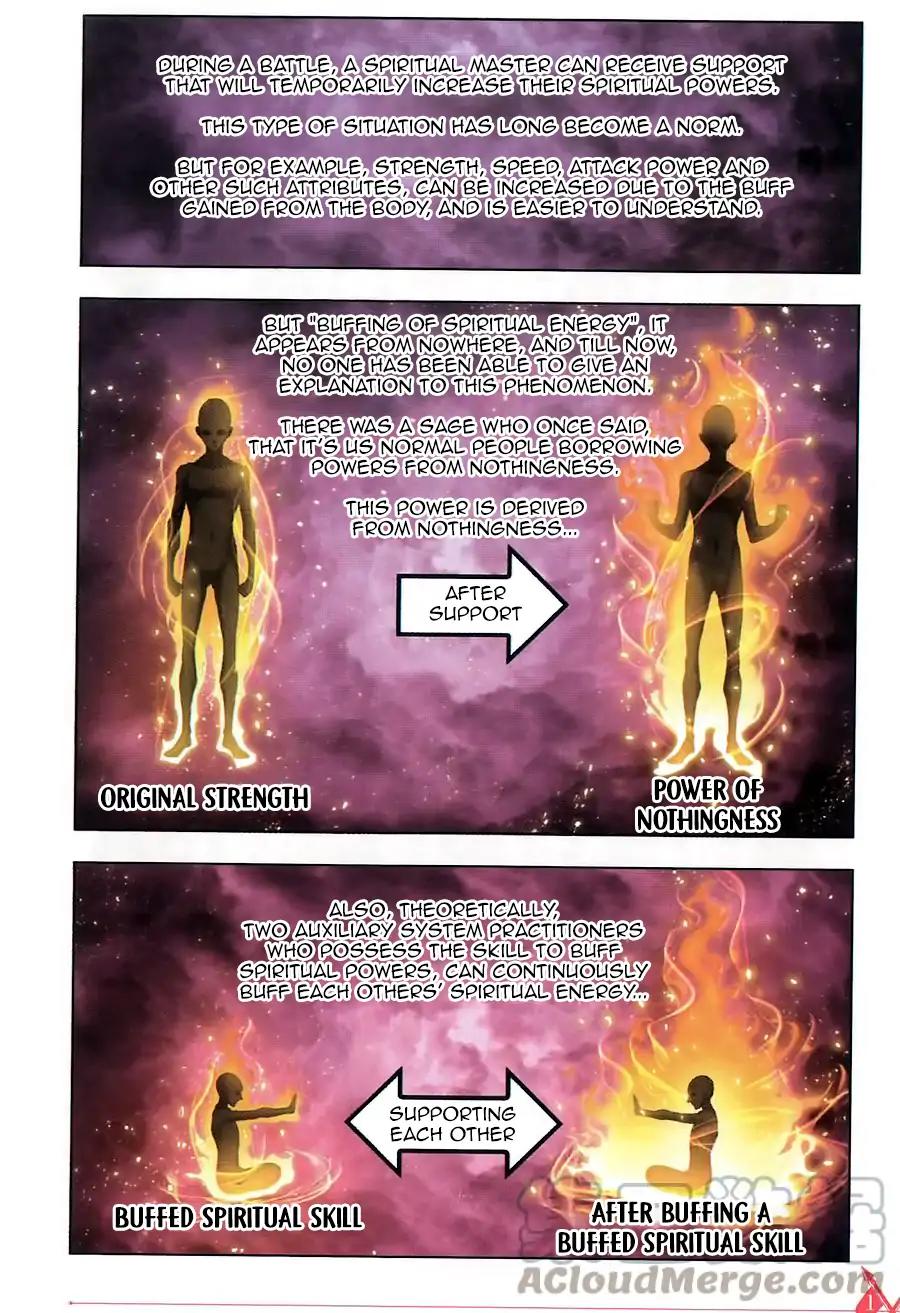 DURING A BATTLE, A SPIRITUAL MASTER CAN RECEIVE SUPPORT
THAT WILL TEMPORARILY INCREASE THEIR SPIRITUAL POWERS.
THIS TYPE OF SITUATION HAS LONG BECOME A NORM.
BUT FOR EXAMPLE, STRENGTH, SPEED, ATTACK POWER AND
OTHER SUCH ATTRIBUTES, CAN BE INCREASED DUE TO THE BUFF
GAINED FROM THE BODY, AND IS EASIER TO UNDERSTAND.
BUT "BUFFING OF SPIRITUAL ENERGY", IT
APPEARS FROM NOWHERE, AND TILL NOW,
NO ONE HAS BEEN ABLE TO GIVE AN
EXPLANATION TO THIS PHENOMENON.
THERE WAS A SAGE WHO ONCE SAID,
THAT IT'S US NORMAL PEOPLE BORROWING
POWERS FROM NOTHINGNESS.
THIS POWER IS DERIVED
FROM NOTHINGNESS...
AFTER
SUPPORT
ORIGINAL STRENGTH
POWER OF
NOTHINGNESS
ALSO, THEORETICALLY,
TWO AUXILIARY SYSTEM PRACTITIONERS
WHO POSSESS THE SKILL TO BUFF
SPIRITUAL POWERS, CAN CONTINUOUSLY
BUFF EACH OTHERS' SPIRITUAL ENERGY...
SUPPORTING
EACH OTHER
BUFFED SPIRITUAL SKILL
AFTER BUFFING A
BUFFED SPIRITUAL SKILL
ACloudMerge.com
1